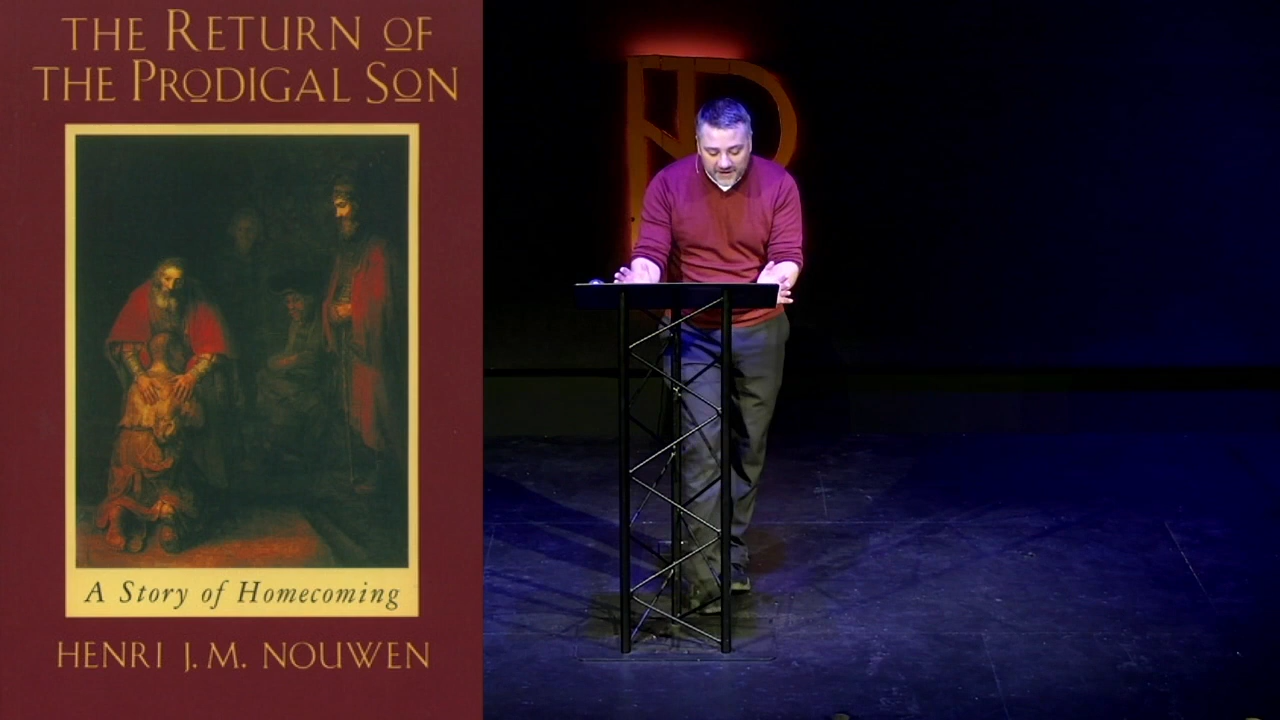 THE RETURN OF
THE PRODIGAL SON
A Story of Homecoming
HENRI J. M. NOUWEN